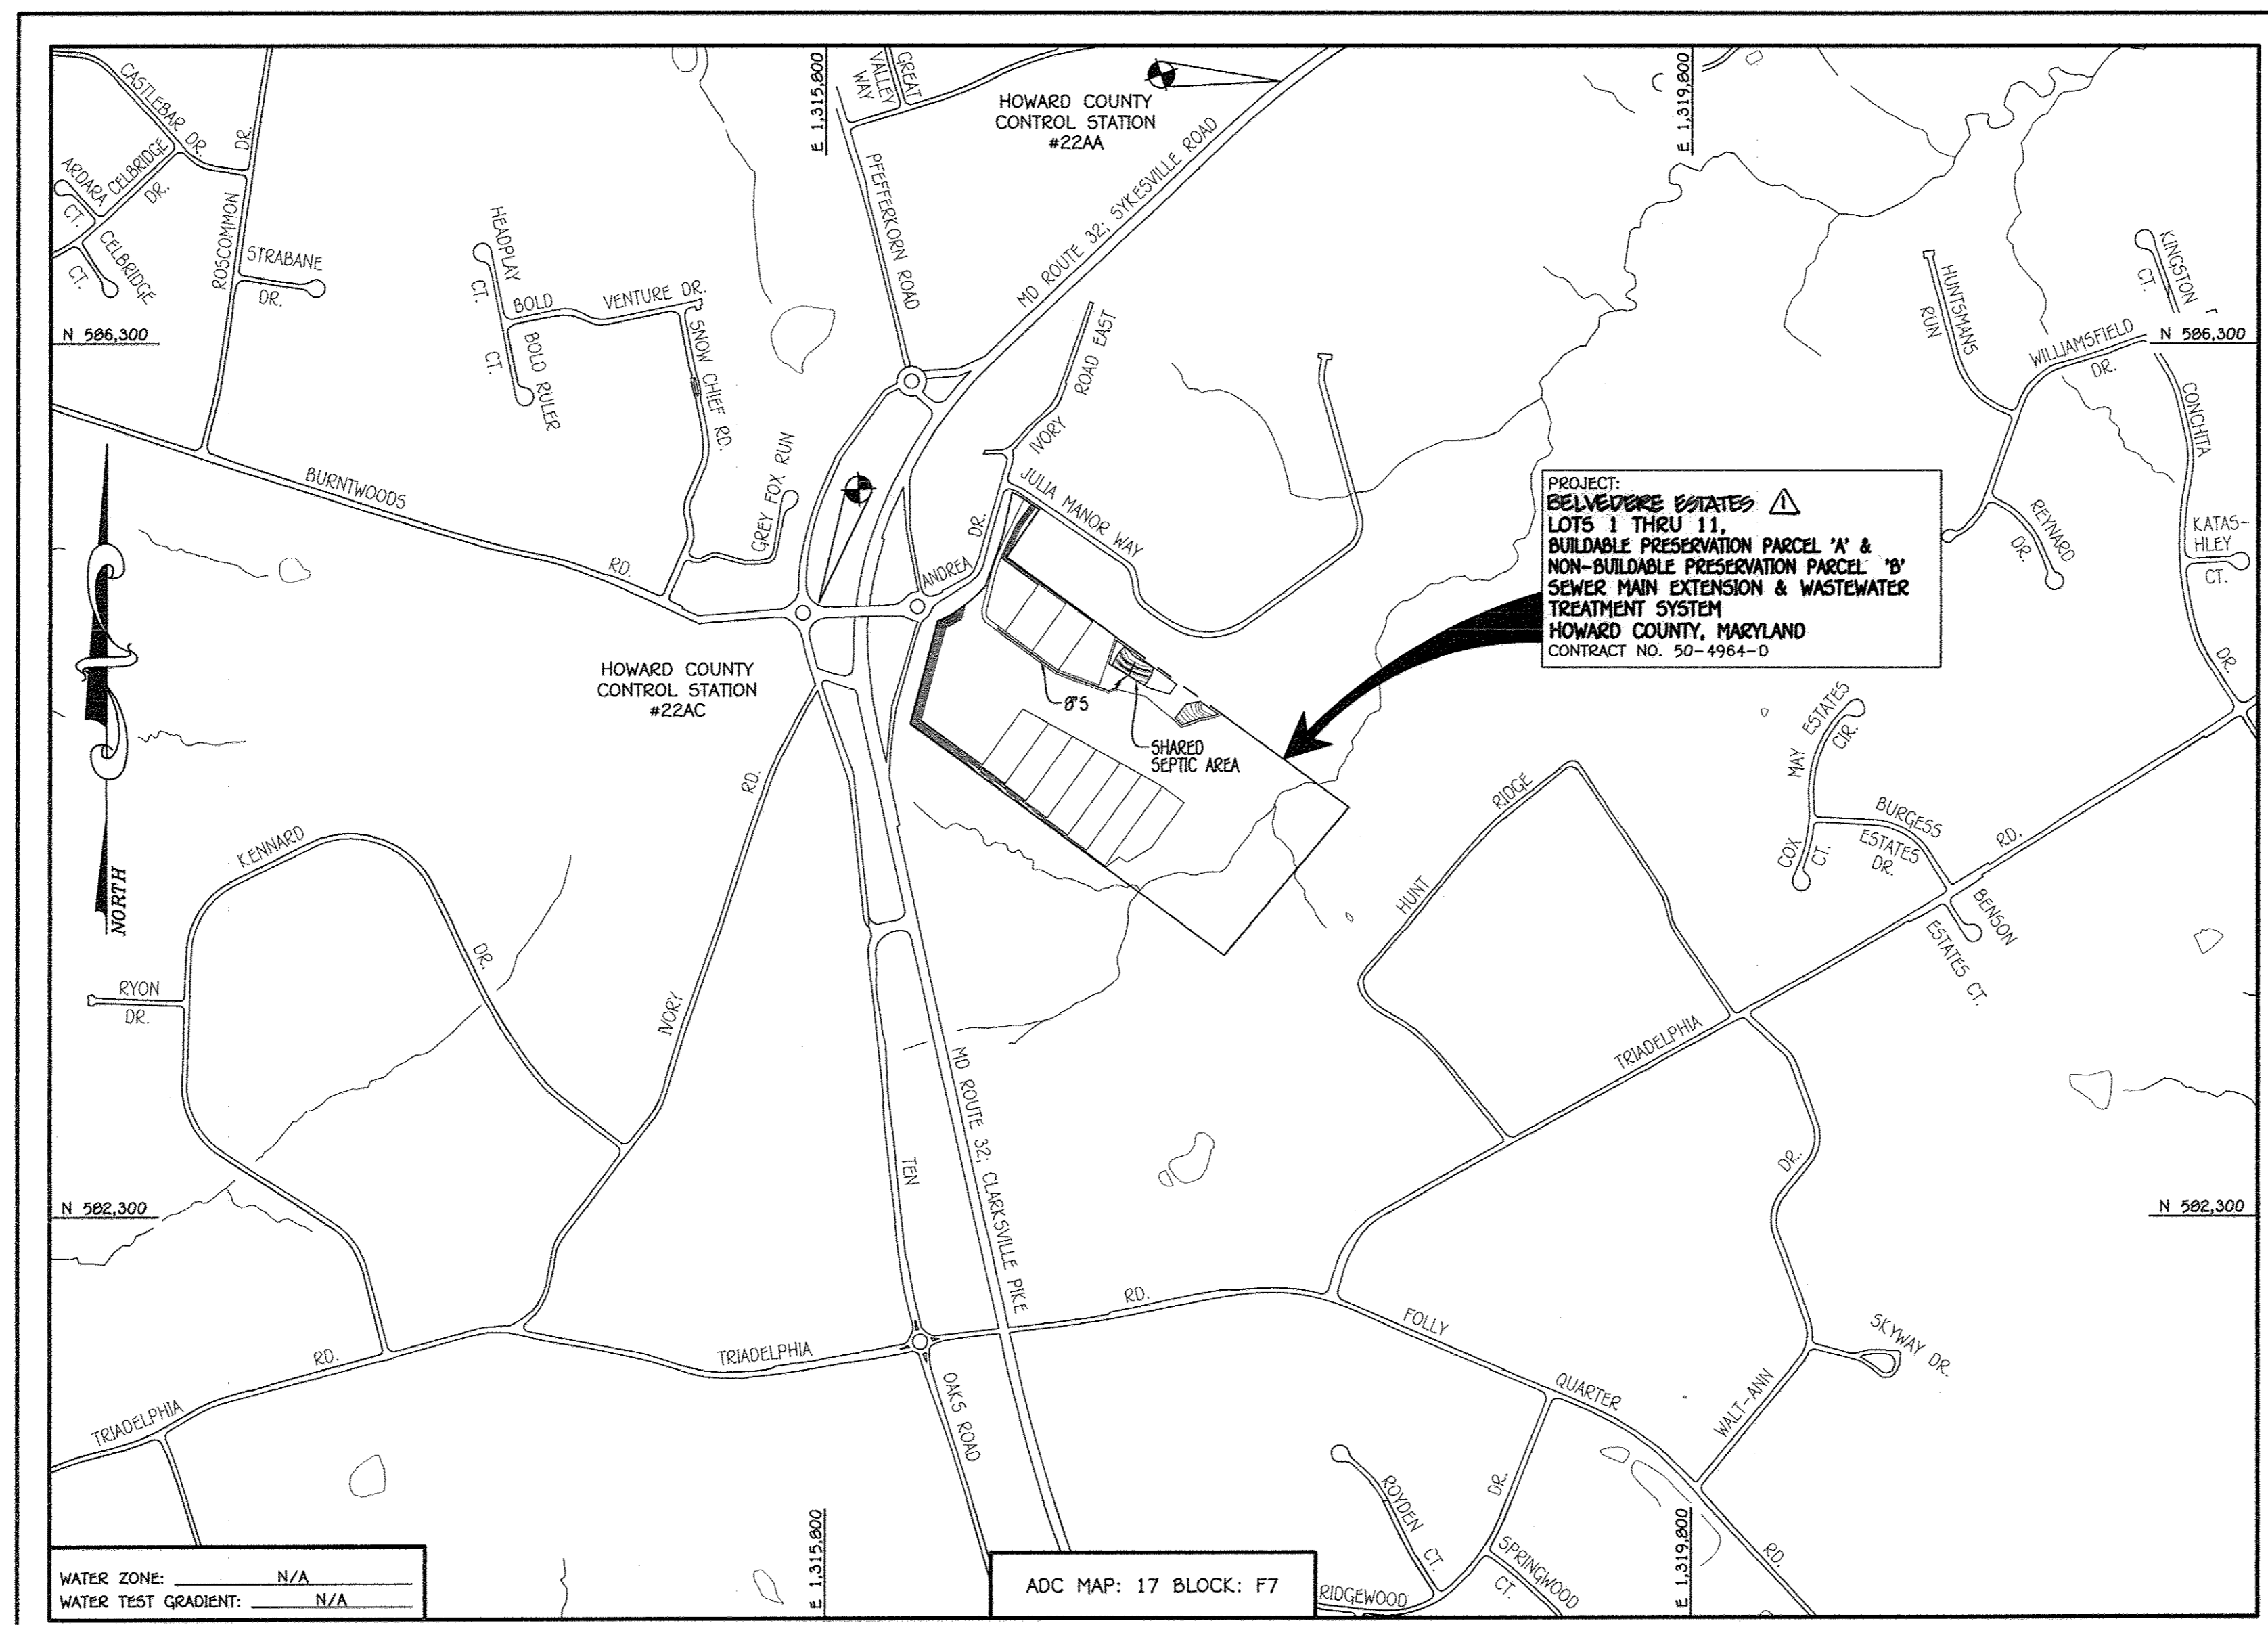 CASTLEBAR DR.
DR.
ARDARA
CT.
CELBRIDGE
DR.
CELBRIDGE
CT.
ROSCOMMON
STRABANE
DR.
HEADPLAY
CT.
BOLD
VENTURE DR.
BOLD RULER
CT.
SNOW CHIEF RD.
GREY FOX RUN
E 1,315,800
GREAT
VALLEY
WAY
PFEFFERKORN ROAD
HOWARD COUNTY
CONTROL STATION
#22AA
MD ROUTE 32; SYKESVILLE ROAD
E 1,319,800
N 586,300
N 586,300
HUNTSMANS
RUN
KINGSTON
CT.
WILLIAMSFIELD
DR.
CONCHITA
DR.
REYNARD
DR.
KATAS-
HLEY
CT.
IVORY
ROAD EAST
JULIA MANOR WAY
ANDREA
DR.
BURNTWOODS
RD.
NORTH
HOWARD COUNTY
CONTROL STATION
#22AC
8"S
SHARED
SEPTIC AREA
PROJECT:
BELVEDERE ESTATES 1
LOTS 1 THRU 11,
BUILDABLE PRESERVATION PARCEL 'A' &
NON-BUILDABLE PRESERVATION PARCEL 'B'
SEWER MAIN EXTENSION & WASTEWATER
TREATMENT SYSTEM
HOWARD COUNTY, MARYLAND
CONTRACT NO. 50-4964-D
MAY ESTATES
CIR.
BURGESS
ESTATES
DR.
COX
CT.
RD.
BENSON
ESTATES CT.
HUNT
RIDGE
TRIADELPHIA
KENNARD
DR.
RYON
DR.
IVORY
RD.
TEN
MD ROUTE 32; CLARKSVILLE PIKE
N 582,300
N 582,300
DR.
WALT-ANN
SKYWAY DR.
TRIADELPHIA
RD.
TRIADELPHIA
RD.
OAKS ROAD
FOLLY
QUARTER
RD.
ROYDEN
CT.
DR.
SPRINGWOOD
CT.
RIDGEWOOD
E 1,315,800
E 1,319,800
WATER ZONE: N/A
WATER TEST GRADIENT: N/A
ADC MAP: 17 BLOCK: F7